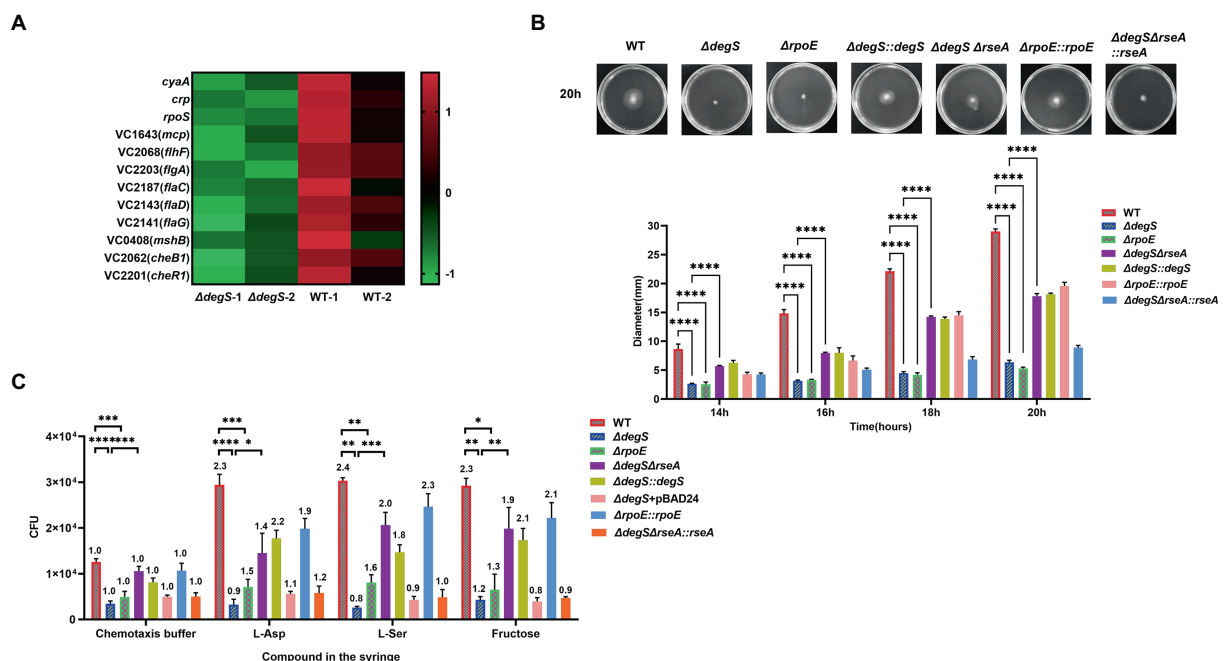 A
cyaA
crp
rpoS
VC1643(mcp)
VC2068(flhF)
VC2203(flgA)
VC2187(flaC)
VC2143(flaD)
VC2141(flaG)
VC0408(mshB)
VC2062(cheB1)
VC2201(cheR1)
ΔdegS-1 ΔdegS-2 WT-1 WT-2
1
0
-1
B
WT ΔdegS ΔrpoE ΔdegS::degS ΔdegS ΔrseA ΔrpoE::rpoE ΔdegSΔrseA
::rseA
20h
Diameter(mm)
30
25
20
15
10
5
0
**** **** ****
**** **** ****
**** **** ****
**** **** ****
14h 16h 18h 20h
Time(hours)
WT
ΔdegS
ΔrpoE
ΔdegSΔrseA
ΔdegS::degS
ΔrpoE::rpoE
ΔdegSΔrseA::rseA
C
CFU
4×10⁴
3×10⁴
2×10⁴
1×10⁴
0
*** **** ***
1.0 1.0 1.0 1.0 1.0 1.0 1.0 1.0
*** **** *
2.3 0.9 1.5 1.4 2.2 1.1 1.9 1.2
** ** ***
2.4 0.8 1.6 2.0 1.8 0.9 2.3 1.0
* ** **
2.3 1.2 1.3 1.9 2.1 0.8 2.1 0.9
Chemotaxis buffer L-Asp L-Ser Fructose
Compound in the syringe
WT
ΔdegS
ΔrpoE
ΔdegSΔrseA
ΔdegS::degS
ΔdegS+pBAD24
ΔrpoE::rpoE
ΔdegSΔrseA::rseA